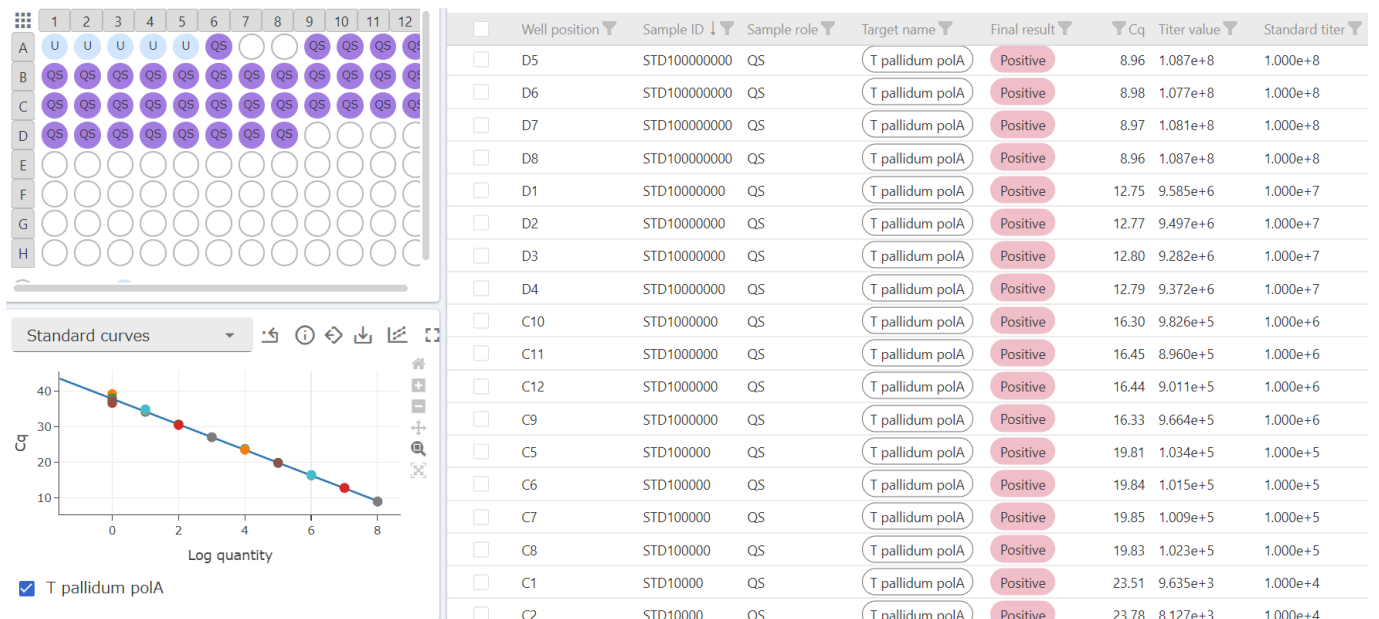 1 2 3 4 5 6 7 8 9 10 11 12
A U U U U U QS QS QS QS QS
B QS QS QS QS QS QS QS QS QS QS QS QS
C QS QS QS QS QS QS QS QS QS QS QS QS
D QS QS QS QS QS QS QS QS
E
F
G
H
Standard curves
40
30
20
10
Cq
0 2 4 6 8
Log quantity
T pallidum polA
Well position Sample ID ↓ Sample role Target name Final result Cq Titer value Standard titer
D5 STD100000000 QS T pallidum polA Positive 8.96 1.087e+8 1.000e+8
D6 STD100000000 QS T pallidum polA Positive 8.98 1.077e+8 1.000e+8
D7 STD100000000 QS T pallidum polA Positive 8.97 1.081e+8 1.000e+8
D8 STD100000000 QS T pallidum polA Positive 8.96 1.087e+8 1.000e+8
D1 STD10000000 QS T pallidum polA Positive 12.75 9.585e+6 1.000e+7
D2 STD10000000 QS T pallidum polA Positive 12.77 9.497e+6 1.000e+7
D3 STD10000000 QS T pallidum polA Positive 12.80 9.282e+6 1.000e+7
D4 STD10000000 QS T pallidum polA Positive 12.79 9.372e+6 1.000e+7
C10 STD1000000 QS T pallidum polA Positive 16.30 9.826e+5 1.000e+6
C11 STD1000000 QS T pallidum polA Positive 16.45 8.960e+5 1.000e+6
C12 STD1000000 QS T pallidum polA Positive 16.44 9.011e+5 1.000e+6
C9 STD1000000 QS T pallidum polA Positive 16.33 9.664e+5 1.000e+6
C5 STD100000 QS T pallidum polA Positive 19.81 1.034e+5 1.000e+5
C6 STD100000 QS T pallidum polA Positive 19.84 1.015e+5 1.000e+5
C7 STD100000 QS T pallidum polA Positive 19.85 1.009e+5 1.000e+5
C8 STD100000 QS T pallidum polA Positive 19.83 1.023e+5 1.000e+5
C1 STD10000 QS T pallidum polA Positive 23.51 9.635e+3 1.000e+4
C2 STD10000 QS T pallidum polA Positive 23.78 8.127e+3 1.000e+4